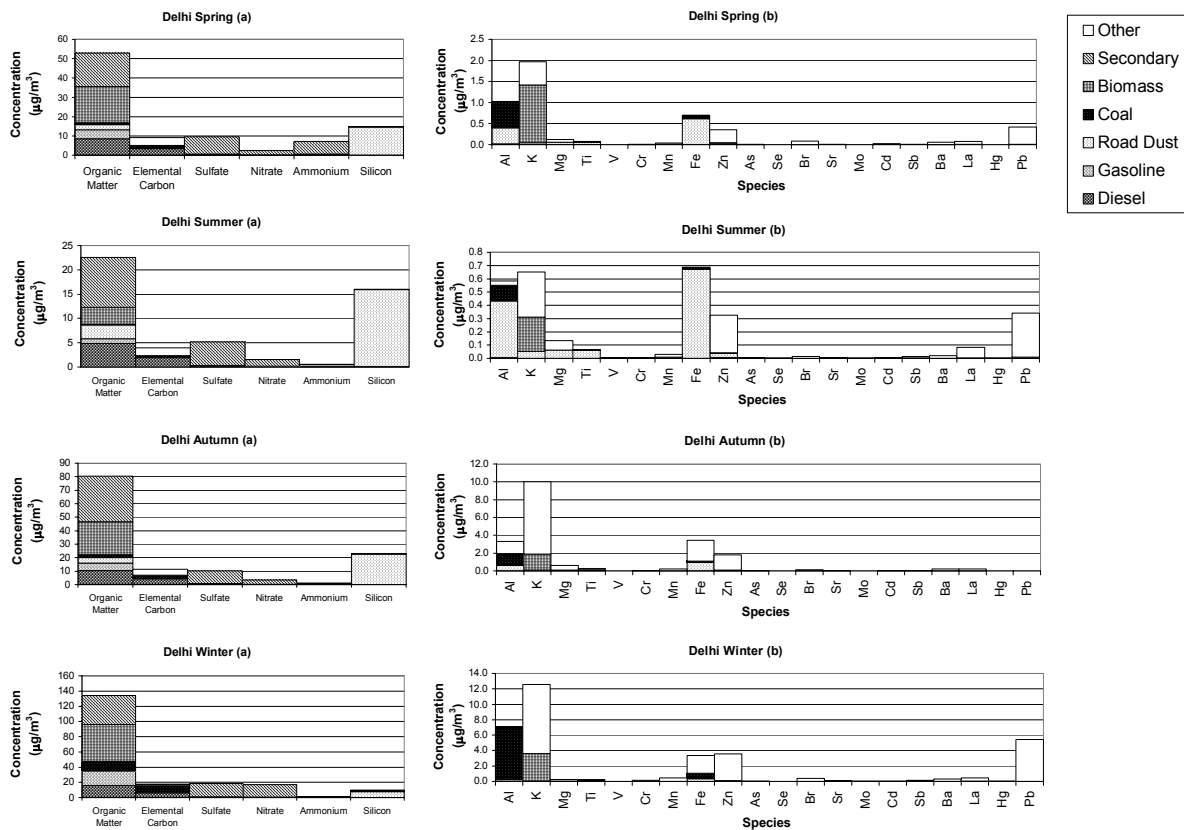 Delhi Spring (a)
Concentration
(µg/m³)
60
50
40
30
20
10
0
Organic Matter
Elemental Carbon
Sulfate
Nitrate
Ammonium
Silicon
Delhi Spring (b)
Concentration
(µg/m³)
2.5
2.0
1.5
1.0
0.5
0.0
Al K Mg Ti V Cr Mn Fe Zn As Se Br Sr Mo Cd Sb Ba La Hg Pb
Species
Other
Secondary
Biomass
Coal
Road Dust
Gasoline
Diesel
Delhi Summer (a)
Concentration
(µg/m³)
25
20
15
10
5
0
Organic Matter
Elemental Carbon
Sulfate
Nitrate
Ammonium
Silicon
Delhi Summer (b)
Concentration
(µg/m³)
0.8
0.7
0.6
0.5
0.4
0.3
0.2
0.1
0.0
Al K Mg Ti V Cr Mn Fe Zn As Se Br Sr Mo Cd Sb Ba La Hg Pb
Species
Delhi Autumn (a)
Concentration
(µg/m³)
90
80
70
60
50
40
30
20
10
0
Organic Matter
Elemental Carbon
Sulfate
Nitrate
Ammonium
Silicon
Delhi Autumn (b)
Concentration
(µg/m³)
12.0
10.0
8.0
6.0
4.0
2.0
0.0
Al K Mg Ti V Cr Mn Fe Zn As Se Br Sr Mo Cd Sb Ba La Hg Pb
Species
Delhi Winter (a)
Concentration
(µg/m³)
160
140
120
100
80
60
40
20
0
Organic Matter
Elemental Carbon
Sulfate
Nitrate
Ammonium
Silicon
Delhi Winter (b)
Concentration
(µg/m³)
14.0
12.0
10.0
8.0
6.0
4.0
2.0
0.0
Al K Mg Ti V Cr Mn Fe Zn As Se Br Sr Mo Cd Sb Ba La Hg Pb
Species